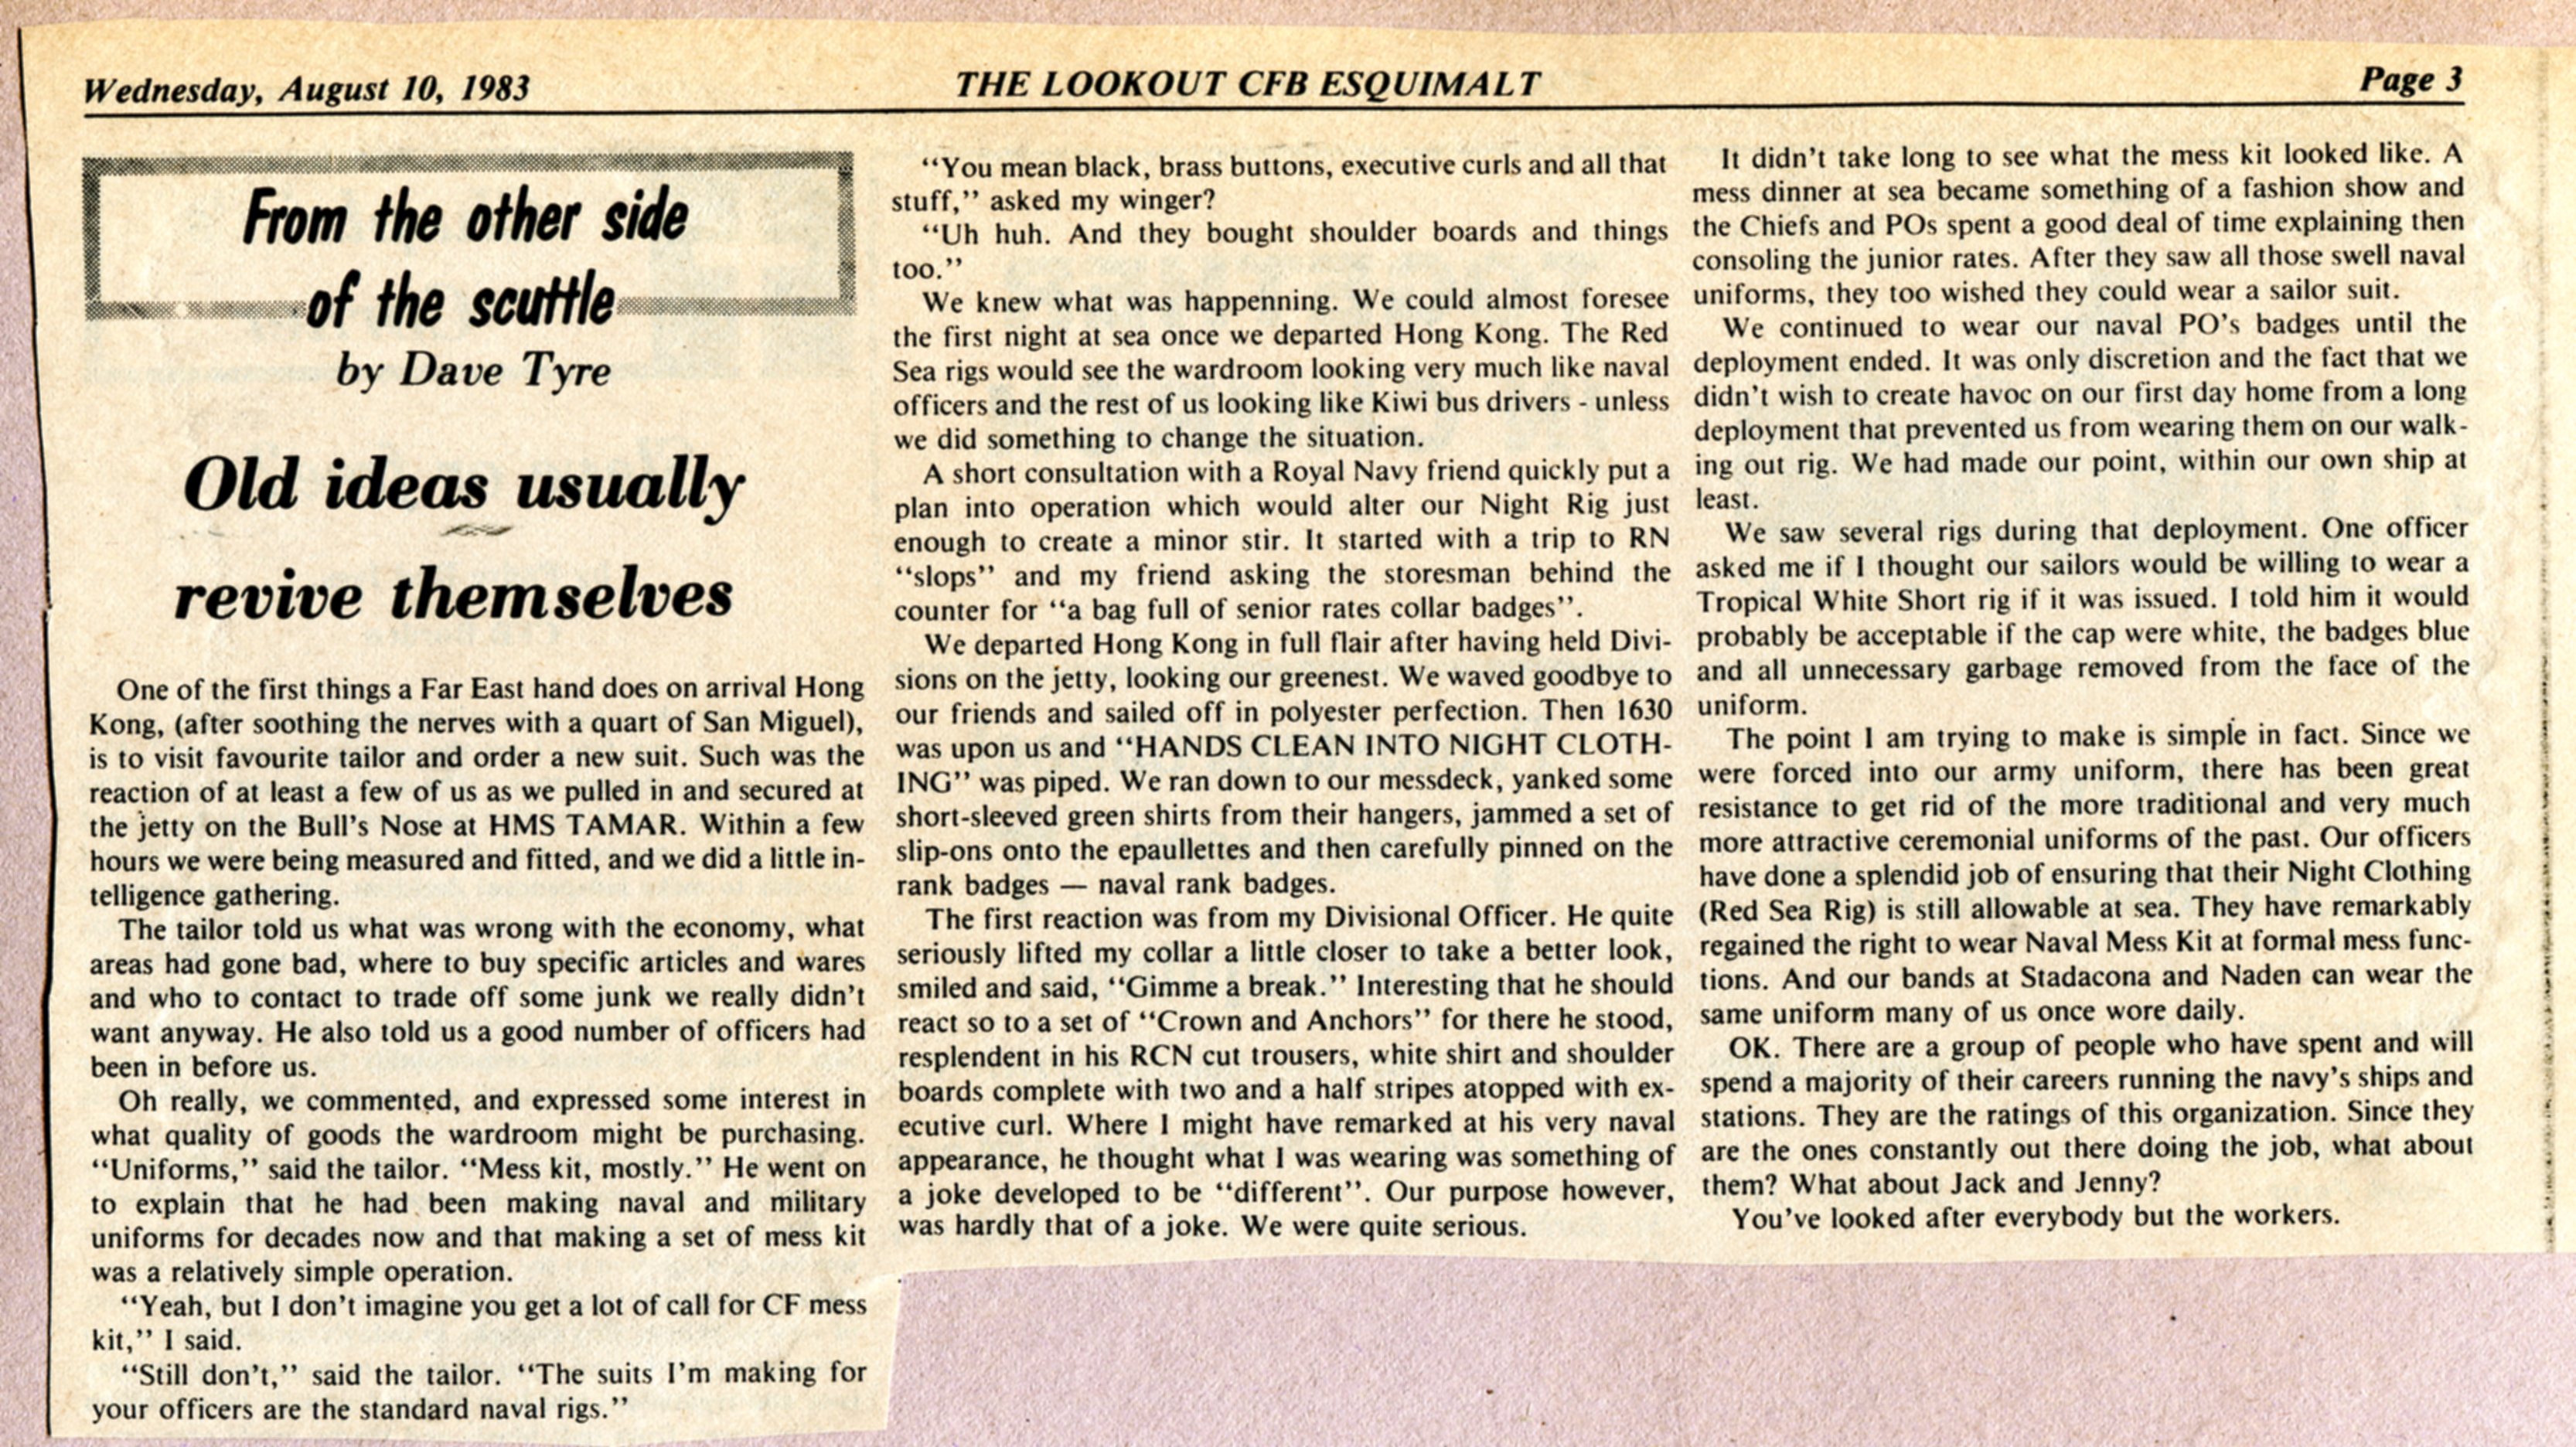 Wednesday, August 10, 1983
THE LOOKOUT CFB ESQUIMALT
Page 3
From the other side
of the scuttle
by Dave Tyre
Old ideas usually
revive themselves
One of the first things a Far East hand does on arrival Hong
Kong, (after soothing the nerves with a quart of San Miguel),
is to visit favourite tailor and order a new suit. Such was the
reaction of at least a few of us as we pulled in and secured at
the jetty on the Bull's Nose at HMS TAMAR. Within a few
hours we were being measured and fitted, and we did a little in-
telligence gathering.
The tailor told us what was wrong with the economy, what
areas had gone bad, where to buy specific articles and wares
and who to contact to trade off some junk we really didn't
want anyway. He also told us a good number of officers had
been in before us.
Oh really, we commented, and expressed some interest in
what quality of goods the wardroom might be purchasing.
"Uniforms," said the tailor. "Mess kit, mostly." He went on
to explain that he had been making naval and military
uniforms for decades now and that making a set of mess kit
was a relatively simple operation.
"Yeah, but I don't imagine you get a lot of call for CF mess
kit," I said.
"Still don't," said the tailor. "The suits I'm making for
your officers are the standard naval rigs."
"You mean black, brass buttons, executive curls and all that
stuff," asked my winger?
"Uh huh. And they bought shoulder boards and things
too."
We knew what was happenning. We could almost foresee
the first night at sea once we departed Hong Kong. The Red
Sea rigs would see the wardroom looking very much like naval
officers and the rest of us looking like Kiwi bus drivers - unless
we did something to change the situation.
A short consultation with a Royal Navy friend quickly put a
plan into operation which would alter our Night Rig just
enough to create a minor stir. It started with a trip to RN
"slops" and my friend asking the storesman behind the
counter for "a bag full of senior rates collar badges".
We departed Hong Kong in full flair after having held Divi-
sions on the jetty, looking our greenest. We waved goodbye to
our friends and sailed off in polyester perfection. Then 1630
was upon us and "HANDS CLEAN INTO NIGHT CLOTH-
ING" was piped. We ran down to our messdeck, yanked some
short-sleeved green shirts from their hangers, jammed a set of
slip-ons onto the epaullettes and then carefully pinned on the
rank badges — naval rank badges.
The first reaction was from my Divisional Officer. He quite
seriously lifted my collar a little closer to take a better look,
smiled and said, "Gimme a break." Interesting that he should
react so to a set of "Crown and Anchors" for there he stood,
resplendent in his RCN cut trousers, white shirt and shoulder
boards complete with two and a half stripes atopped with ex-
ecutive curl. Where I might have remarked at his very naval
appearance, he thought what I was wearing was something of
a joke developed to be "different". Our purpose however,
was hardly that of a joke. We were quite serious.
It didn't take long to see what the mess kit looked like. A
mess dinner at sea became something of a fashion show and
the Chiefs and POs spent a good deal of time explaining then
consoling the junior rates. After they saw all those swell naval
uniforms, they too wished they could wear a sailor suit.
We continued to wear our naval PO's badges until the
deployment ended. It was only discretion and the fact that we
didn't wish to create havoc on our first day home from a long
deployment that prevented us from wearing them on our walk-
ing out rig. We had made our point, within our own ship at
least.
We saw several rigs during that deployment. One officer
asked me if I thought our sailors would be willing to wear a
Tropical White Short rig if it was issued. I told him it would
probably be acceptable if the cap were white, the badges blue
and all unnecessary garbage removed from the face of the
uniform.
The point I am trying to make is simple in fact. Since we
were forced into our army uniform, there has been great
resistance to get rid of the more traditional and very much
more attractive ceremonial uniforms of the past. Our officers
have done a splendid job of ensuring that their Night Clothing
(Red Sea Rig) is still allowable at sea. They have remarkably
regained the right to wear Naval Mess Kit at formal mess func-
tions. And our bands at Stadacona and Naden can wear the
same uniform many of us once wore daily.
OK. There are a group of people who have spent and will
spend a majority of their careers running the navy's ships and
stations. They are the ratings of this organization. Since they
are the ones constantly out there doing the job, what about
them? What about Jack and Jenny?
You've looked after everybody but the workers.